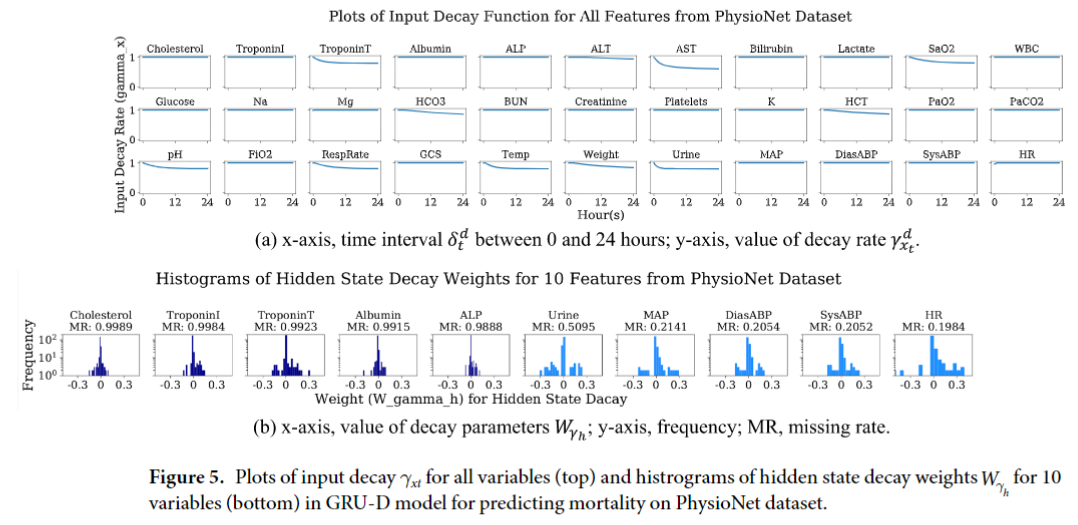 Plots of Input Decay Function for All Features from PhysioNet Dataset
Input Decay Rate (gamma_x)
Cholesterol TroponinI TroponinT Albumin ALP ALT AST Bilirubin Lactate SaO2 WBC
1
0
Glucose Na Mg HCO3 BUN Creatinine Platelets K HCT PaO2 PaCO2
1
0
pH FiO2 RespRate GCS Temp Weight Urine MAP DiasABP SysABP HR
1
0
0 12 24 0 12 24 0 12 24 0 12 24 0 12 24 0 12 24 0 12 24 0 12 24 0 12 24 0 12 24 0 12 24
Hour(s)
(a) x-axis, time interval δ_t^d between 0 and 24 hours; y-axis, value of decay rate γ_{x_t}^d.
Histograms of Hidden State Decay Weights for 10 Features from PhysioNet Dataset
Frequency
Cholesterol TroponinI TroponinT Albumin ALP Urine MAP DiasABP SysABP HR
MR: 0.9989 MR: 0.9984 MR: 0.9923 MR: 0.9915 MR: 0.9888 MR: 0.5095 MR: 0.2141 MR: 0.2054 MR: 0.2052 MR: 0.1984
10²
10¹
10⁰
-0.3 0 0.3 -0.3 0 0.3 -0.3 0 0.3 -0.3 0 0.3 -0.3 0 0.3 -0.3 0 0.3 -0.3 0 0.3 -0.3 0 0.3 -0.3 0 0.3 -0.3 0 0.3
Weight (W_gamma_h) for Hidden State Dacay
(b) x-axis, value of decay parameters W_{γ_h}; y-axis, frequency; MR, missing rate.
Figure 5. Plots of input decay γ_{xt} for all variables (top) and histrograms of hidden state decay weights W_{γ_h} for 10
variables (bottom) in GRU-D model for predicting mortality on PhysioNet dataset.